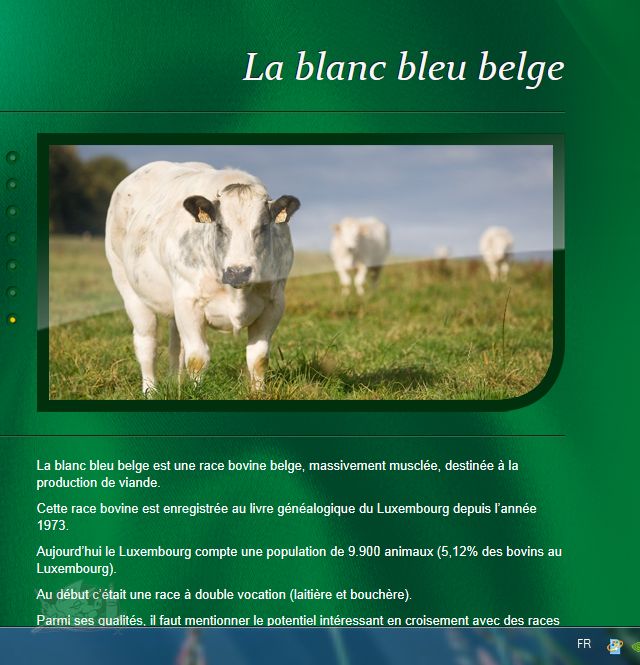 La blanc bleu belge
La blanc bleu belge est une race bovine belge, massivement musclée, destinée à la
production de viande.
Cette race bovine est enregistrée au livre généalogique du Luxembourg depuis l’année
1973.
Aujourd’hui le Luxembourg compte une population de 9.900 animaux (5,12% des bovins au
Luxembourg).
Au début c’était une race à double vocation (laitière et bouchère).
Parmi ses qualités, il faut mentionner le potentiel intéressant en croisement avec des races
FR